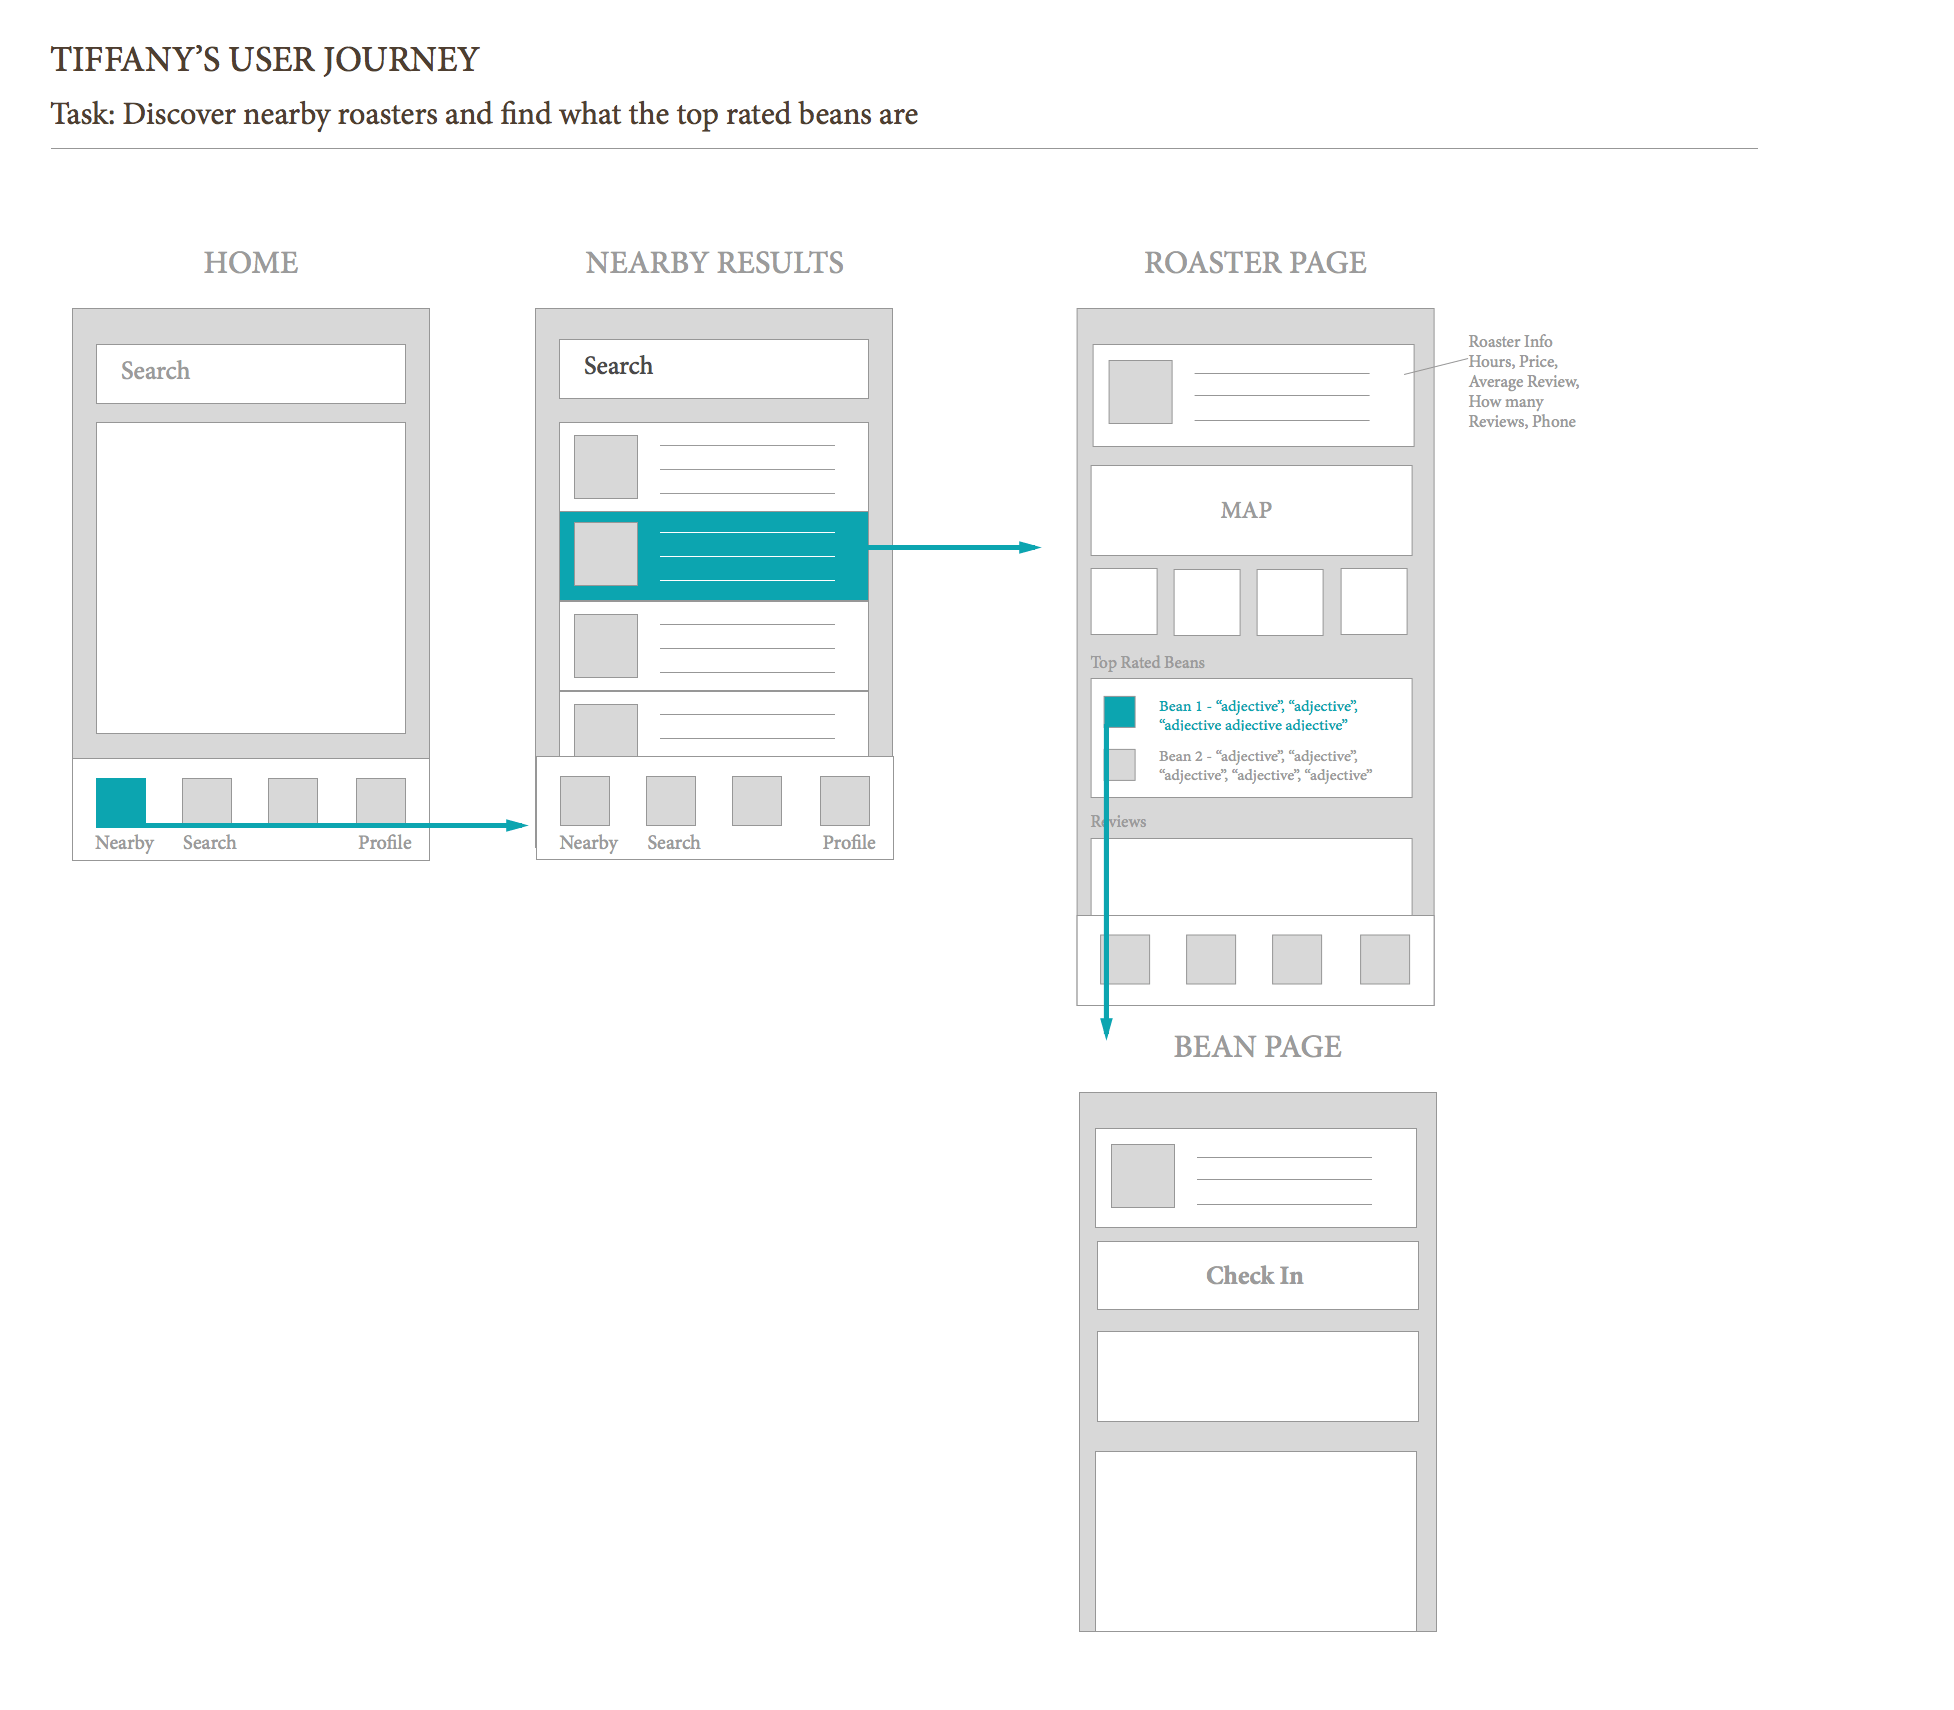 TIFFANY’S USER JOURNEY
Task: Discover nearby roasters and find what the top rated beans are
HOME
Search
Nearby
Search
Profile
NEARBY RESULTS
Search
Nearby
Search
Profile
ROASTER PAGE
Roaster Info
Hours, Price,
Average Review,
How many
Reviews, Phone
MAP
Top Rated Beans
Bean 1 - “adjective”, “adjective”,
“adjective adjective adjective”
Bean 2 - “adjective”, “adjective”,
“adjective”, “adjective”, “adjective”
Reviews
BEAN PAGE
Check In